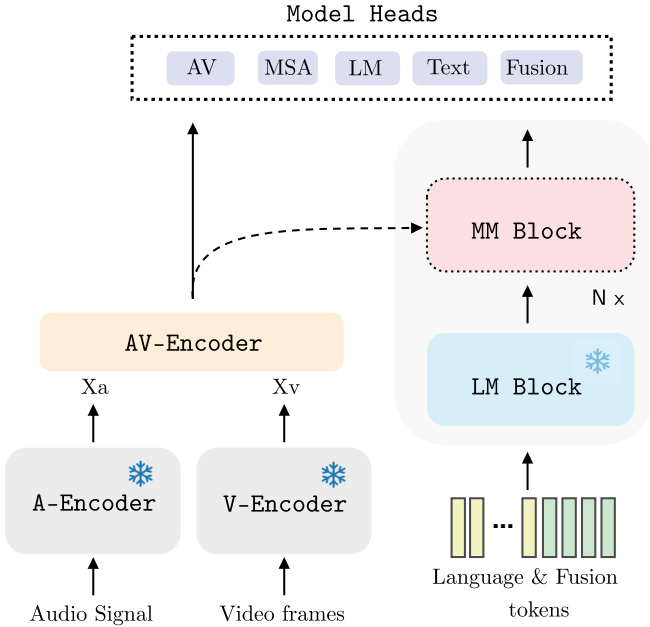 Model Heads
AV MSA LM Text Fusion
MM Block
N x
AV-Encoder
LM Block
Xa Xv
A-Encoder V-Encoder
...
Language & Fusion
tokens
Audio Signal Video frames